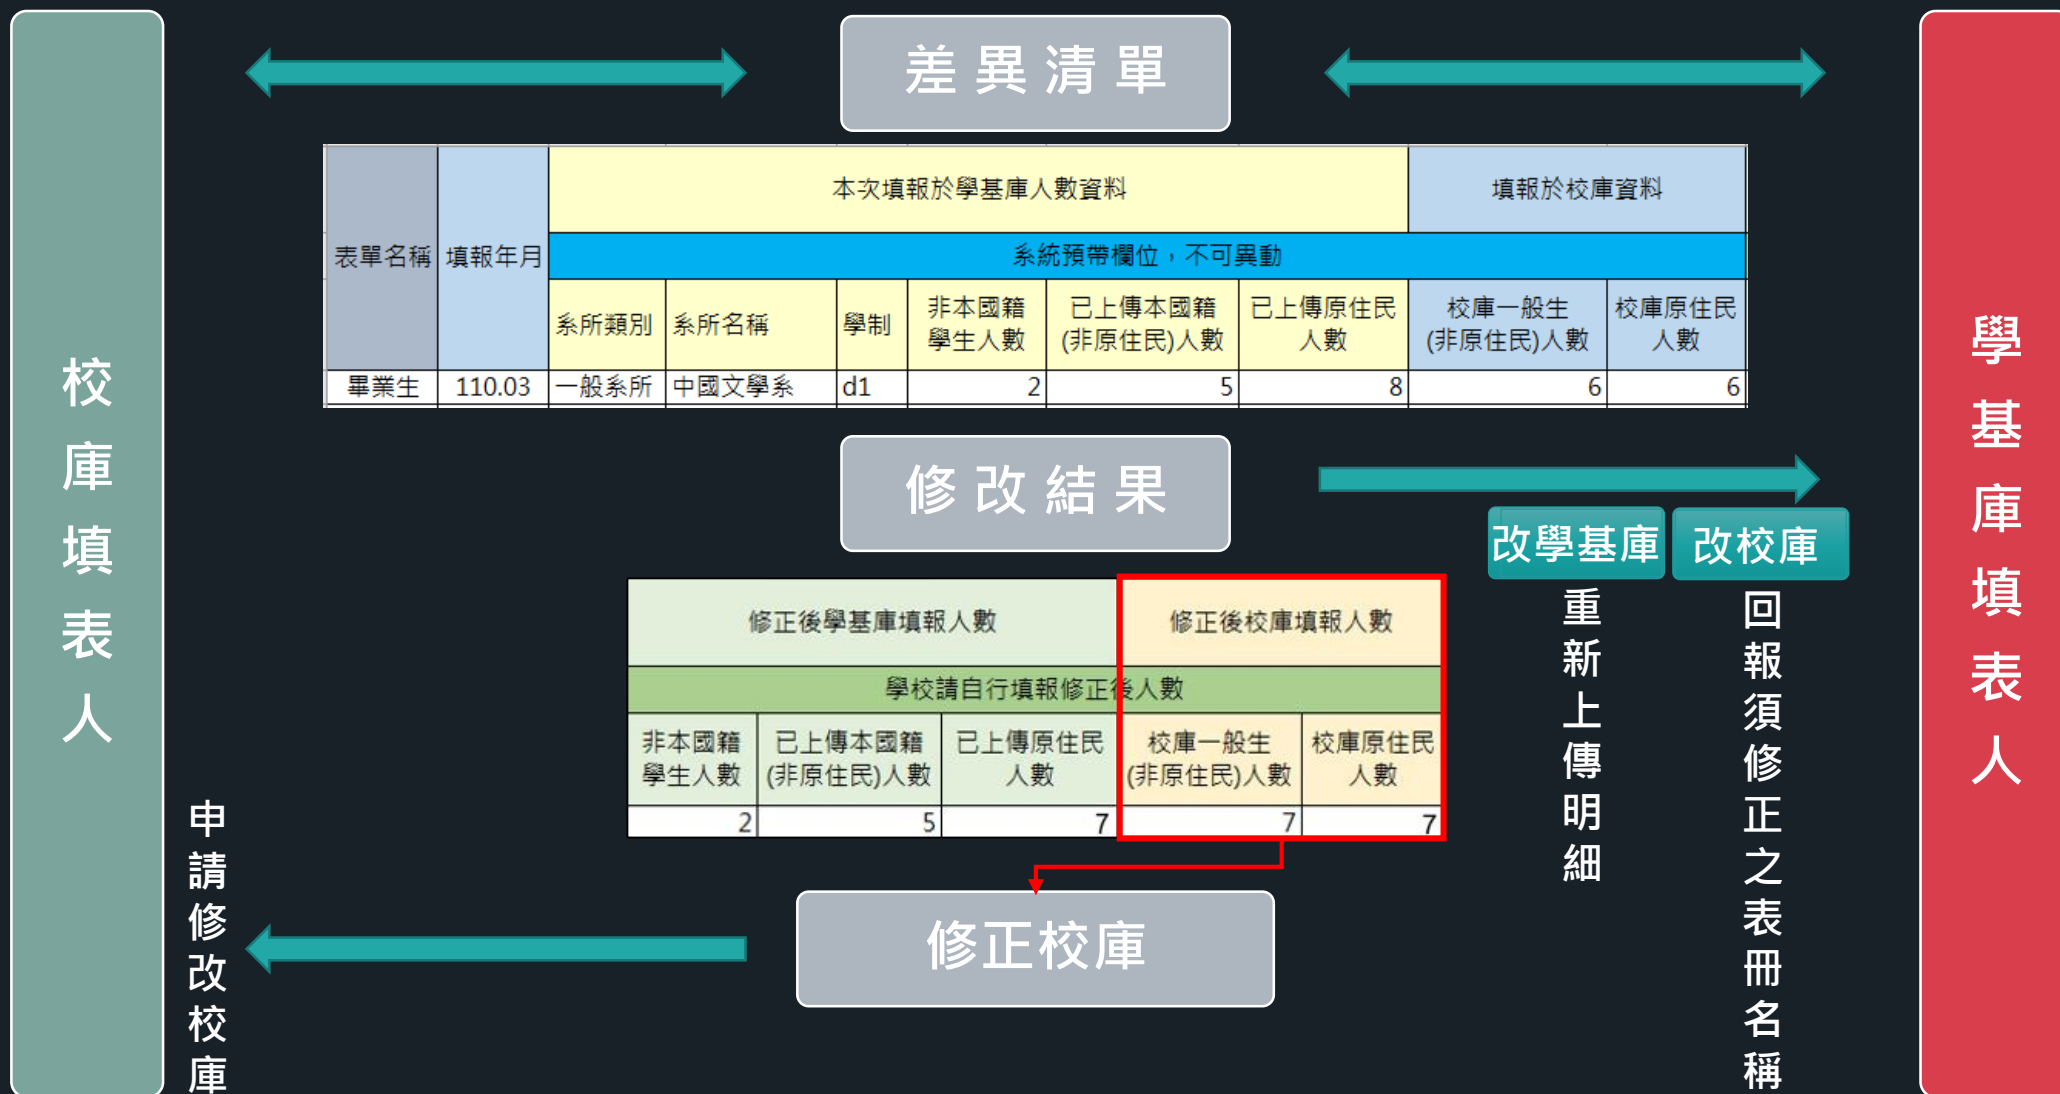 校庫填表人
差異清單
學基庫填表人
本次填報於學基庫人數資料
填報於校庫資料
表單名稱
填報年月
系統預帶欄位，不可異動
系所類別
系所名稱
學制
非本國籍
學生人數
已上傳本國籍
(非原住民)人數
已上傳原住民
人數
校庫一般生
(非原住民)人數
校庫原住民
人數
畢業生 110.03 一般系所 中國文學系 d1 2 5 8 6 6
修改結果
改學基庫
改校庫
重新上傳明細
回報須修正之表冊名稱
修正後學基庫填報人數
修正後校庫填報人數
學校請自行填報修正後人數
非本國籍
學生人數
已上傳本國籍
(非原住民)人數
已上傳原住民
人數
校庫一般生
(非原住民)人數
校庫原住民
人數
2 5 7 7 7
修正校庫
申請修改校庫